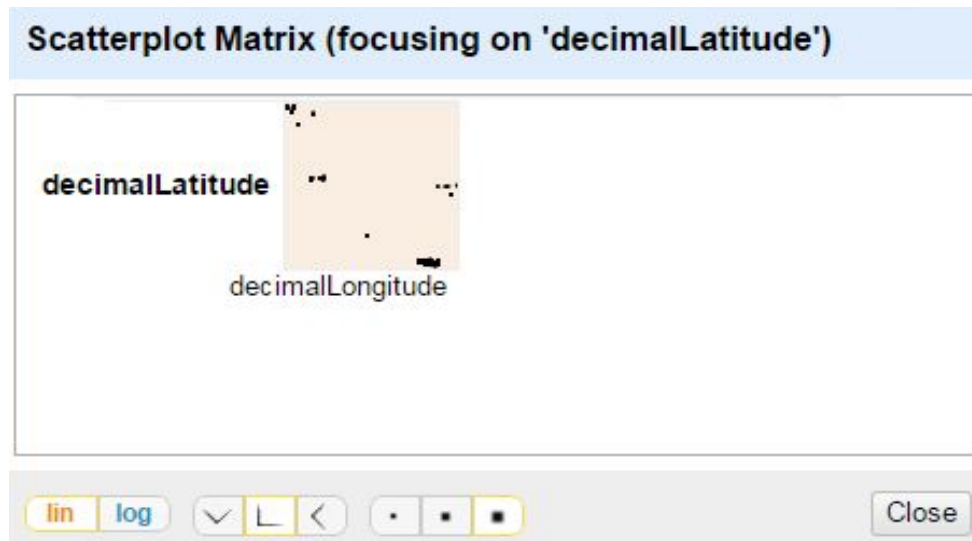 Scatterplot Matrix (focusing on 'decimalLatitude')
decimalLatitude
decimalLongitude
lin log Close